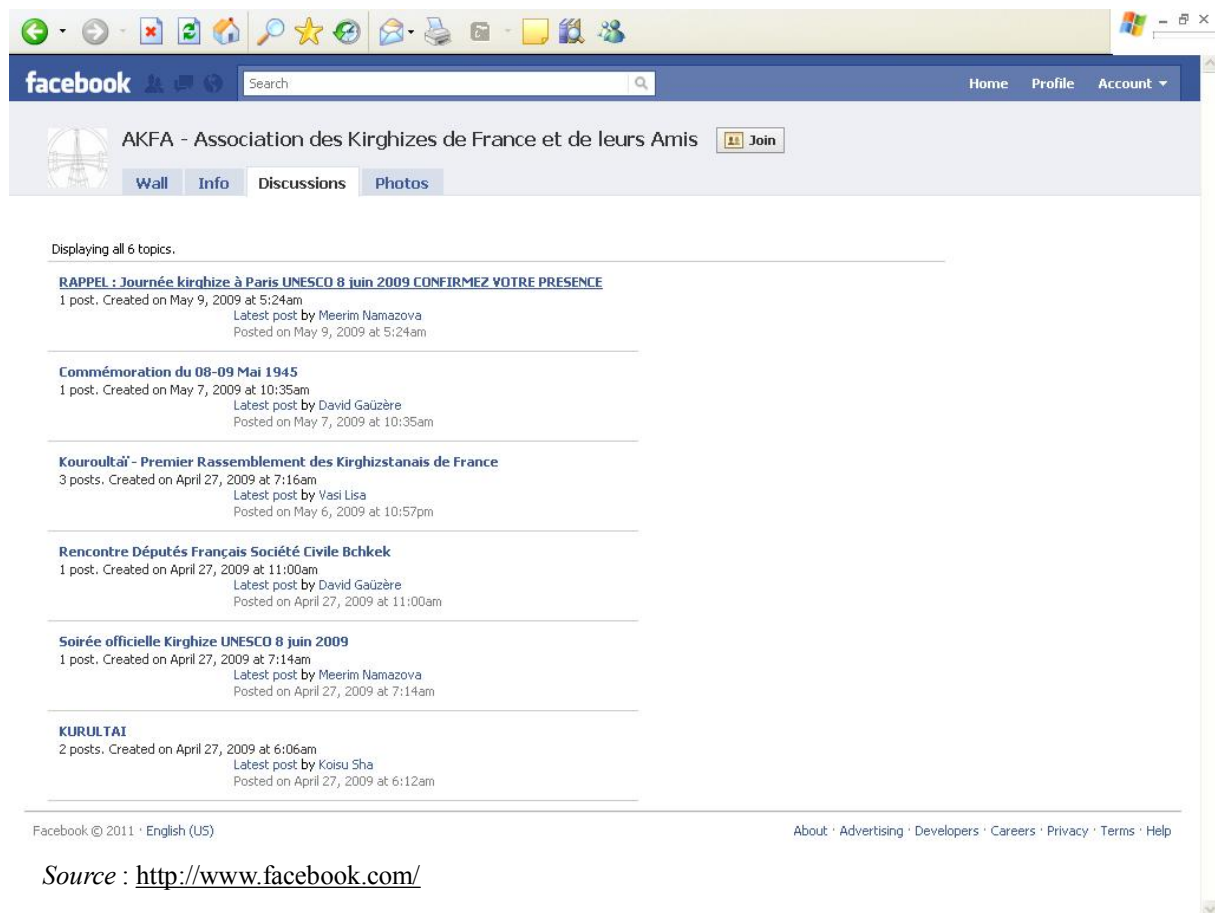 facebook
Search
Home Profile Account
AKFA - Association des Kirghizes de France et de leurs Amis
Join
Wall Info Discussions Photos
Displaying all 6 topics.
RAPPEL : Journée kirghize à Paris UNESCO 8 juin 2009 CONFIRMEZ VOTRE PRESENCE
1 post. Created on May 9, 2009 at 5:24am
Latest post by Meerim Namazova
Posted on May 9, 2009 at 5:24am
Commémoration du 08-09 Mai 1945
1 post. Created on May 7, 2009 at 10:35am
Latest post by David Gaüzère
Posted on May 7, 2009 at 10:35am
Kouroultaï - Premier Rassemblement des Kirghizstanais de France
3 posts. Created on April 27, 2009 at 7:16am
Latest post by Vasi Lisa
Posted on May 6, 2009 at 10:57pm
Rencontre Députés Français Société Civile Bchkek
1 post. Created on April 27, 2009 at 11:00am
Latest post by David Gaüzère
Posted on April 27, 2009 at 11:00am
Soirée officielle Kirghize UNESCO 8 juin 2009
1 post. Created on April 27, 2009 at 7:14am
Latest post by Meerim Namazova
Posted on April 27, 2009 at 7:14am
KURULTAI
2 posts. Created on April 27, 2009 at 6:06am
Latest post by Koisu Sha
Posted on April 27, 2009 at 6:12am
Facebook © 2011 · English (US)
About · Advertising · Developers · Careers · Privacy · Terms · Help
Source : http://www.facebook.com/